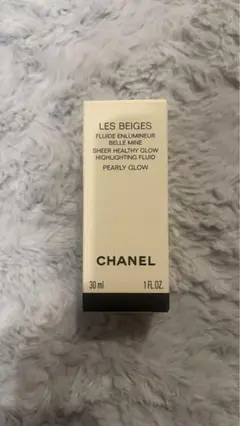 LES BEIGES
FLUIDE ENLUMINEUR
BELLE MINE
SHEER HEALTHY GLOW
HIGHLIGHTING FLUID
PEARLY GLOW
CHANEL
30 ml 1 FL.OZ.